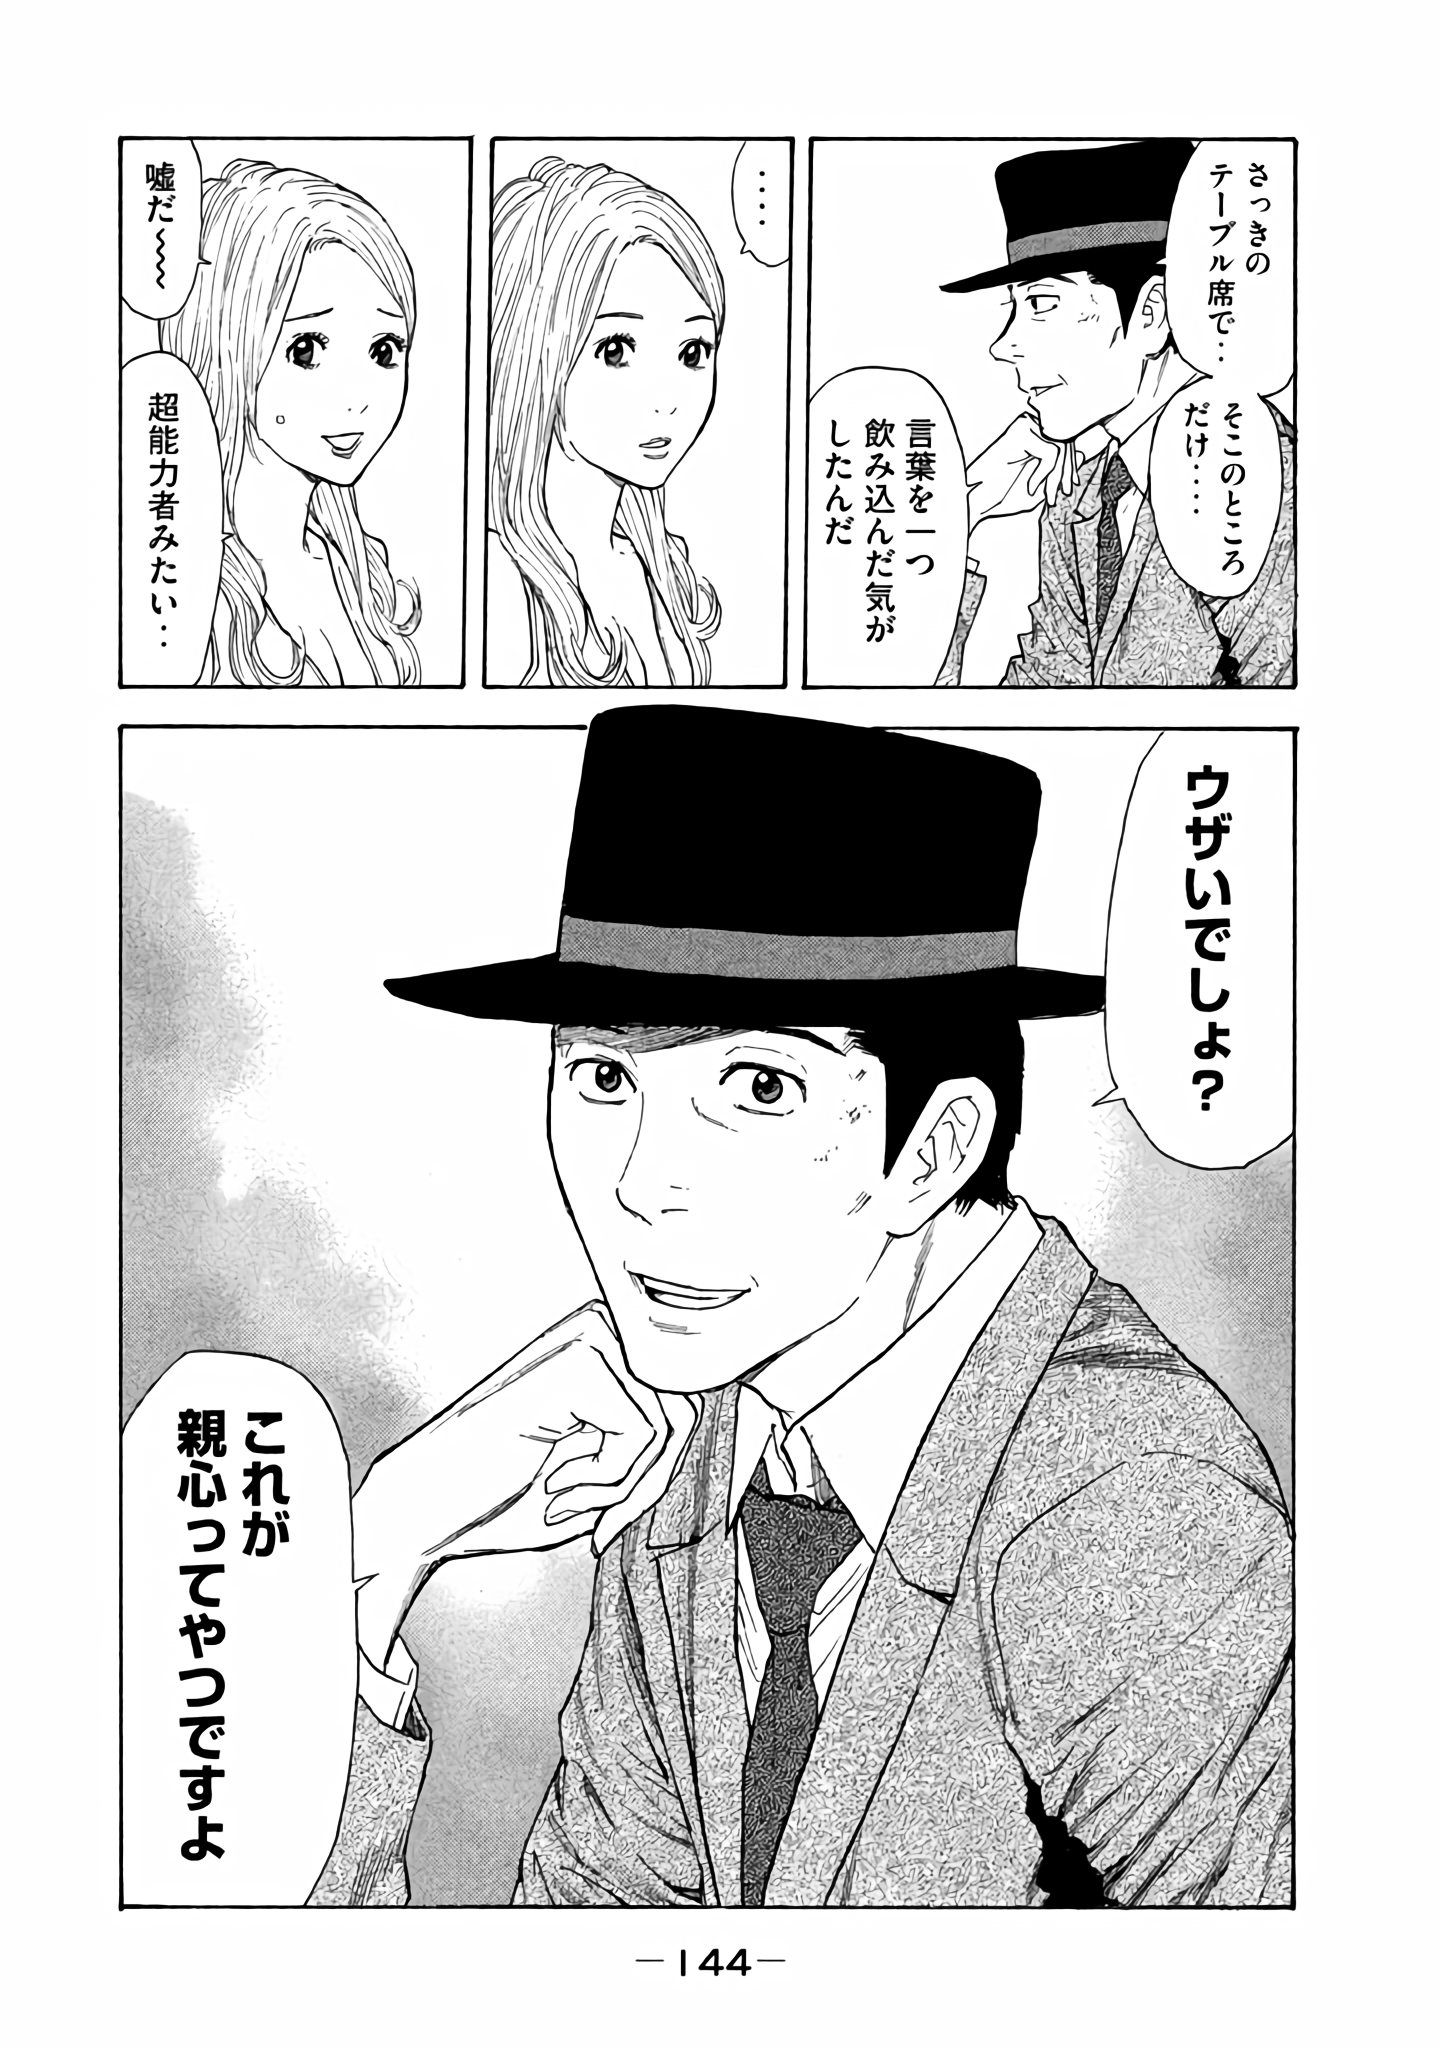 さっきの
テーブル席で‥
そこのところ
だけ‥‥
言葉を一つ
飲み込んだ気が
したんだ
‥‥
嘘だ〜〜
超能力者みたい‥
ウザいでしょ?
これが
親心ってやつですよ
—144—